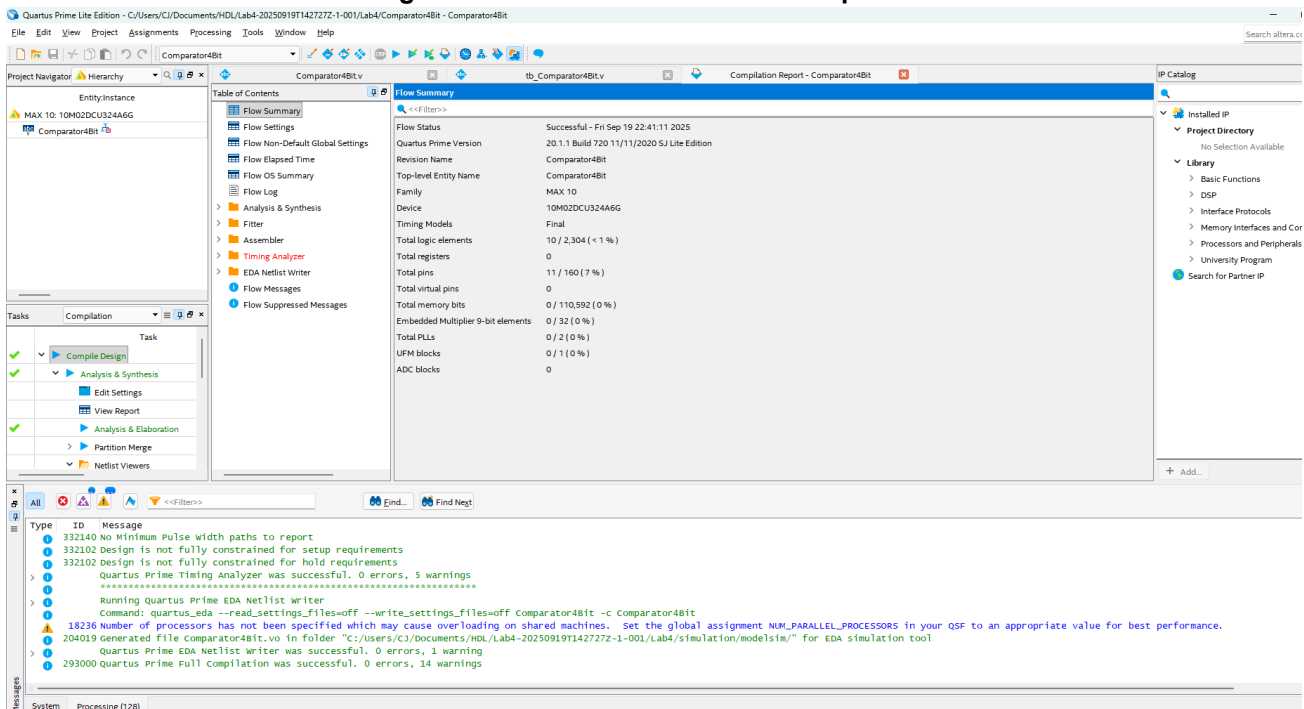 Quartus Prime Lite Edition - C:/Users/CJ/Documents/HDL/Lab4-20250919T142727Z-1-001/Lab4/Comparator4Bit - Comparator4Bit
File Edit View Project Assignments Processing Tools Window Help
Search altera.co
Comparator4Bit
Project Navigator Hierarchy
Entity:Instance
MAX 10: 10M02DCU324A6G
Comparator4Bit
Comparator4Bit.v
tb_Comparator4Bit.v
Compilation Report - Comparator4Bit
Table of Contents
Flow Summary
Flow Settings
Flow Non-Default Global Settings
Flow Elapsed Time
Flow OS Summary
Flow Log
Analysis & Synthesis
Fitter
Assembler
Timing Analyzer
EDA Netlist Writer
Flow Messages
Flow Suppressed Messages
Flow Summary
<<Filter>>
Flow Status Successful - Fri Sep 19 22:41:11 2025
Quartus Prime Version 20.1.1 Build 720 11/11/2020 SJ Lite Edition
Revision Name Comparator4Bit
Top-level Entity Name Comparator4Bit
Family MAX 10
Device 10M02DCU324A6G
Timing Models Final
Total logic elements 10 / 2,304 ( < 1 % )
Total registers 0
Total pins 11 / 160 ( 7 % )
Total virtual pins 0
Total memory bits 0 / 110,592 ( 0 % )
Embedded Multiplier 9-bit elements 0 / 32 ( 0 % )
Total PLLs 0 / 2 ( 0 % )
UFM blocks 0 / 1 ( 0 % )
ADC blocks 0
IP Catalog
Installed IP
Project Directory
No Selection Available
Library
Basic Functions
DSP
Interface Protocols
Memory Interfaces and Con
Processors and Peripherals
University Program
Search for Partner IP
+ Add...
Tasks Compilation
Task
Compile Design
Analysis & Synthesis
Edit Settings
View Report
Analysis & Elaboration
Partition Merge
Netlist Viewers
All <<Filter>> Find... Find Next
Type ID Message
332140 No Minimum Pulse Width paths to report
332102 Design is not fully constrained for setup requirements
332102 Design is not fully constrained for hold requirements
Quartus Prime Timing Analyzer was successful. 0 errors, 5 warnings
*******************************************************************
Running Quartus Prime EDA Netlist Writer
Command: quartus_eda --read_settings_files=off --write_settings_files=off Comparator4Bit -c Comparator4Bit
18236 Number of processors has not been specified which may cause overloading on shared machines. Set the global assignment NUM_PARALLEL_PROCESSORS in your QSF to an appropriate value for best performance.
204019 Generated file Comparator4Bit.vo in folder "C:/Users/CJ/Documents/HDL/Lab4-20250919T142727Z-1-001/Lab4/simulation/modelsim/" for EDA simulation tool
Quartus Prime EDA Netlist Writer was successful. 0 errors, 1 warning
293000 Quartus Prime Full Compilation was successful. 0 errors, 14 warnings
Messages
System Processing (128)